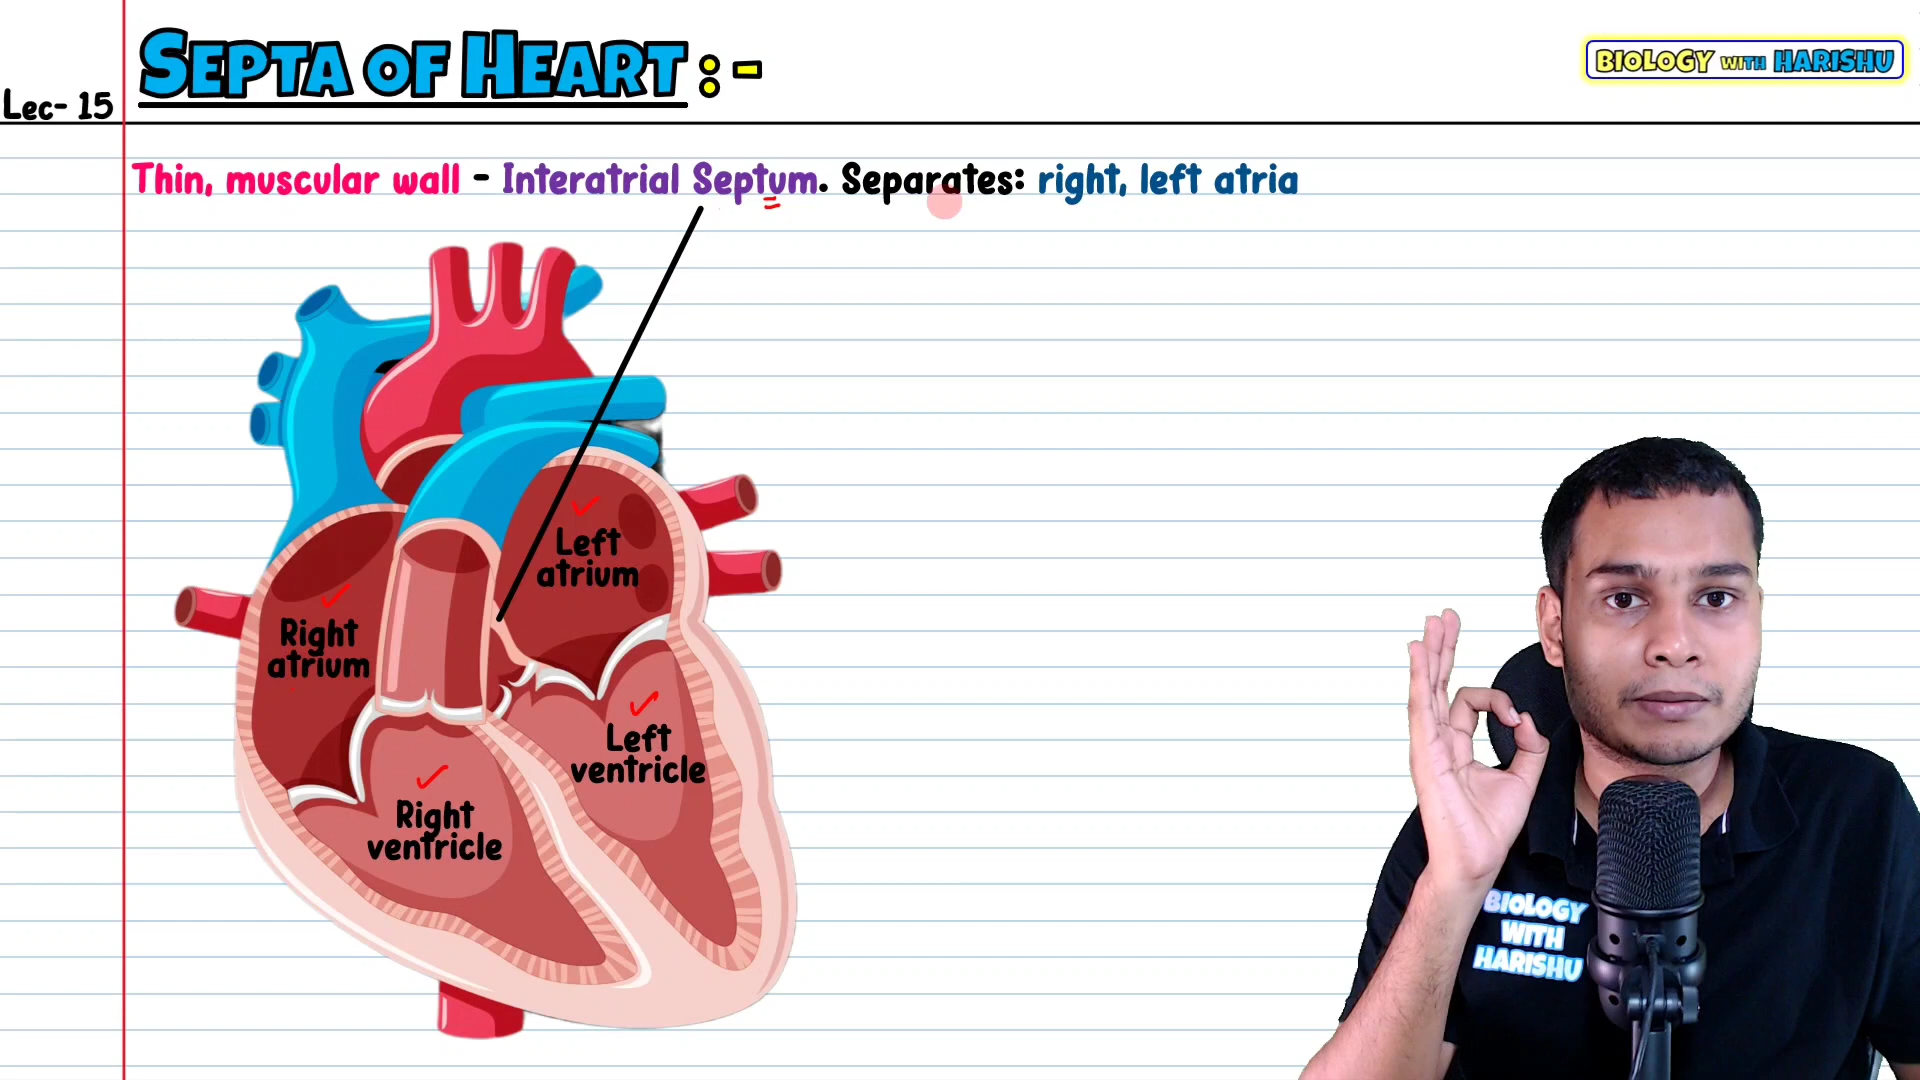 SEPTA OF HEART :-
BIOLOGY WITH HARISHU
Lec- 15
Thin, muscular wall - Interatrial Septum. Separates: right, left atria
Left
atrium
Right
atrium
Left
ventricle
Right
ventricle
BIOLOGY
WITH
HARISHU